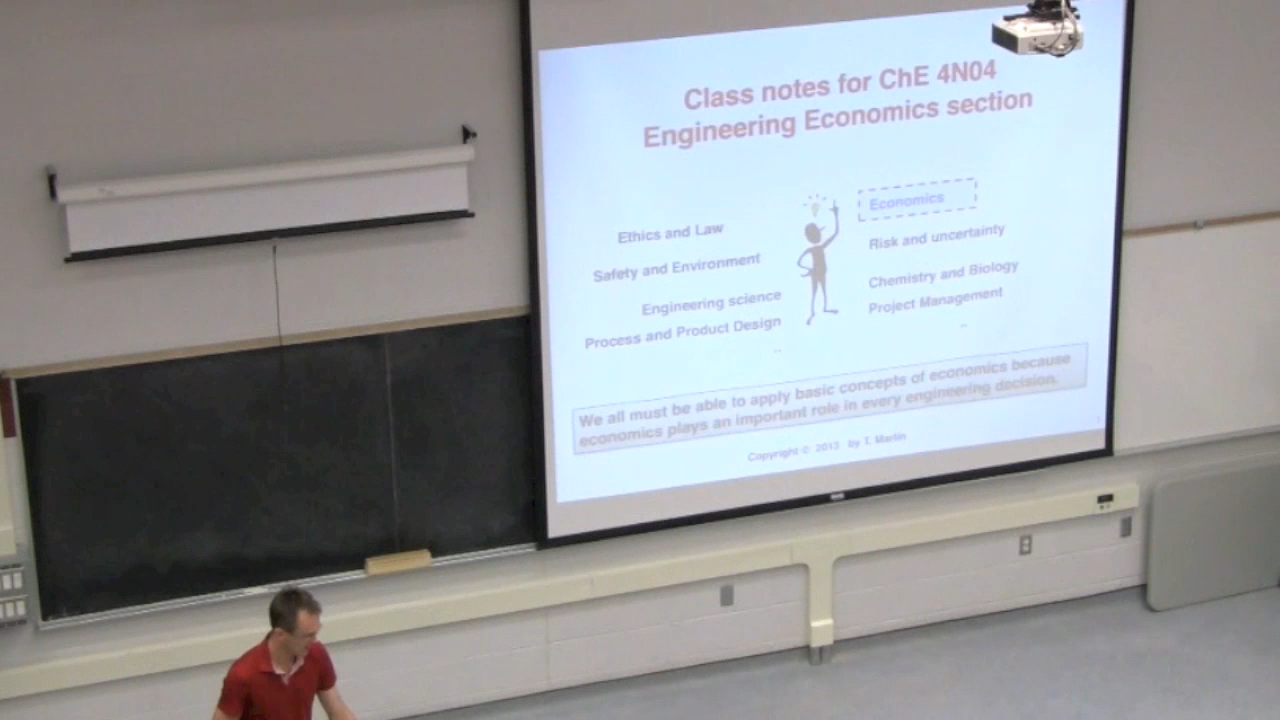 Class notes for ChE 4N04
Engineering Economics section
Economics
Ethics and Law
Risk and uncertainty
Safety and Environment
Chemistry and Biology
Engineering science
Project Management
Process and Product Design
We all must be able to apply basic concepts of economics because
economics plays an important role in every engineering decision.
Copyright © 2013 by T. Marlin